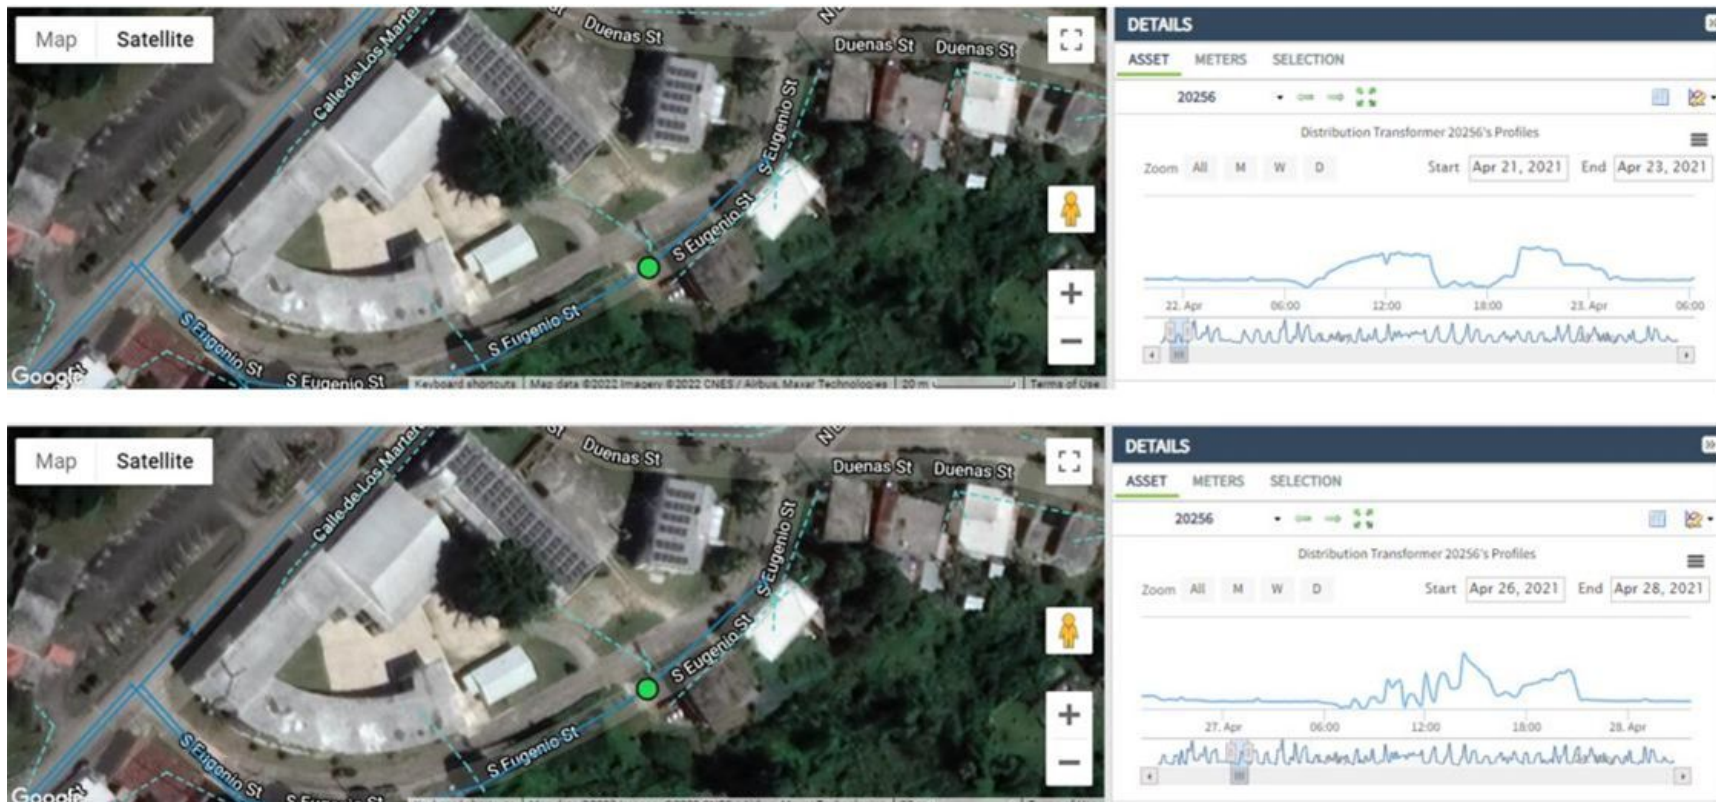 Map Satellite
Duenas St
Duenas St Duenas St
Calle de Los Marter
S Eugenio St
S Eugenio St
S Eugenio St
S Eugenio St
S Eugenio St
Google
Keyboard shortcuts Map data ©2022 Imagery ©2022 CNES / Airbus, Maxar Technologies 20 m Terms of Use
DETAILS
ASSET METERS SELECTION
20256
Distribution Transformer 20256's Profiles
Zoom All M W D Start Apr 21, 2021 End Apr 23, 2021
22. Apr 06:00 12:00 18:00 23. Apr 06:00
Map Satellite
Duenas St
Duenas St Duenas St
Calle de Los Marter
S Eugenio St
S Eugenio St
S Eugenio St
S Eugenio St
S Eugenio St
Google
DETAILS
ASSET METERS SELECTION
20256
Distribution Transformer 20256's Profiles
Zoom All M W D Start Apr 26, 2021 End Apr 28, 2021
27. Apr 06:00 12:00 18:00 28. Apr